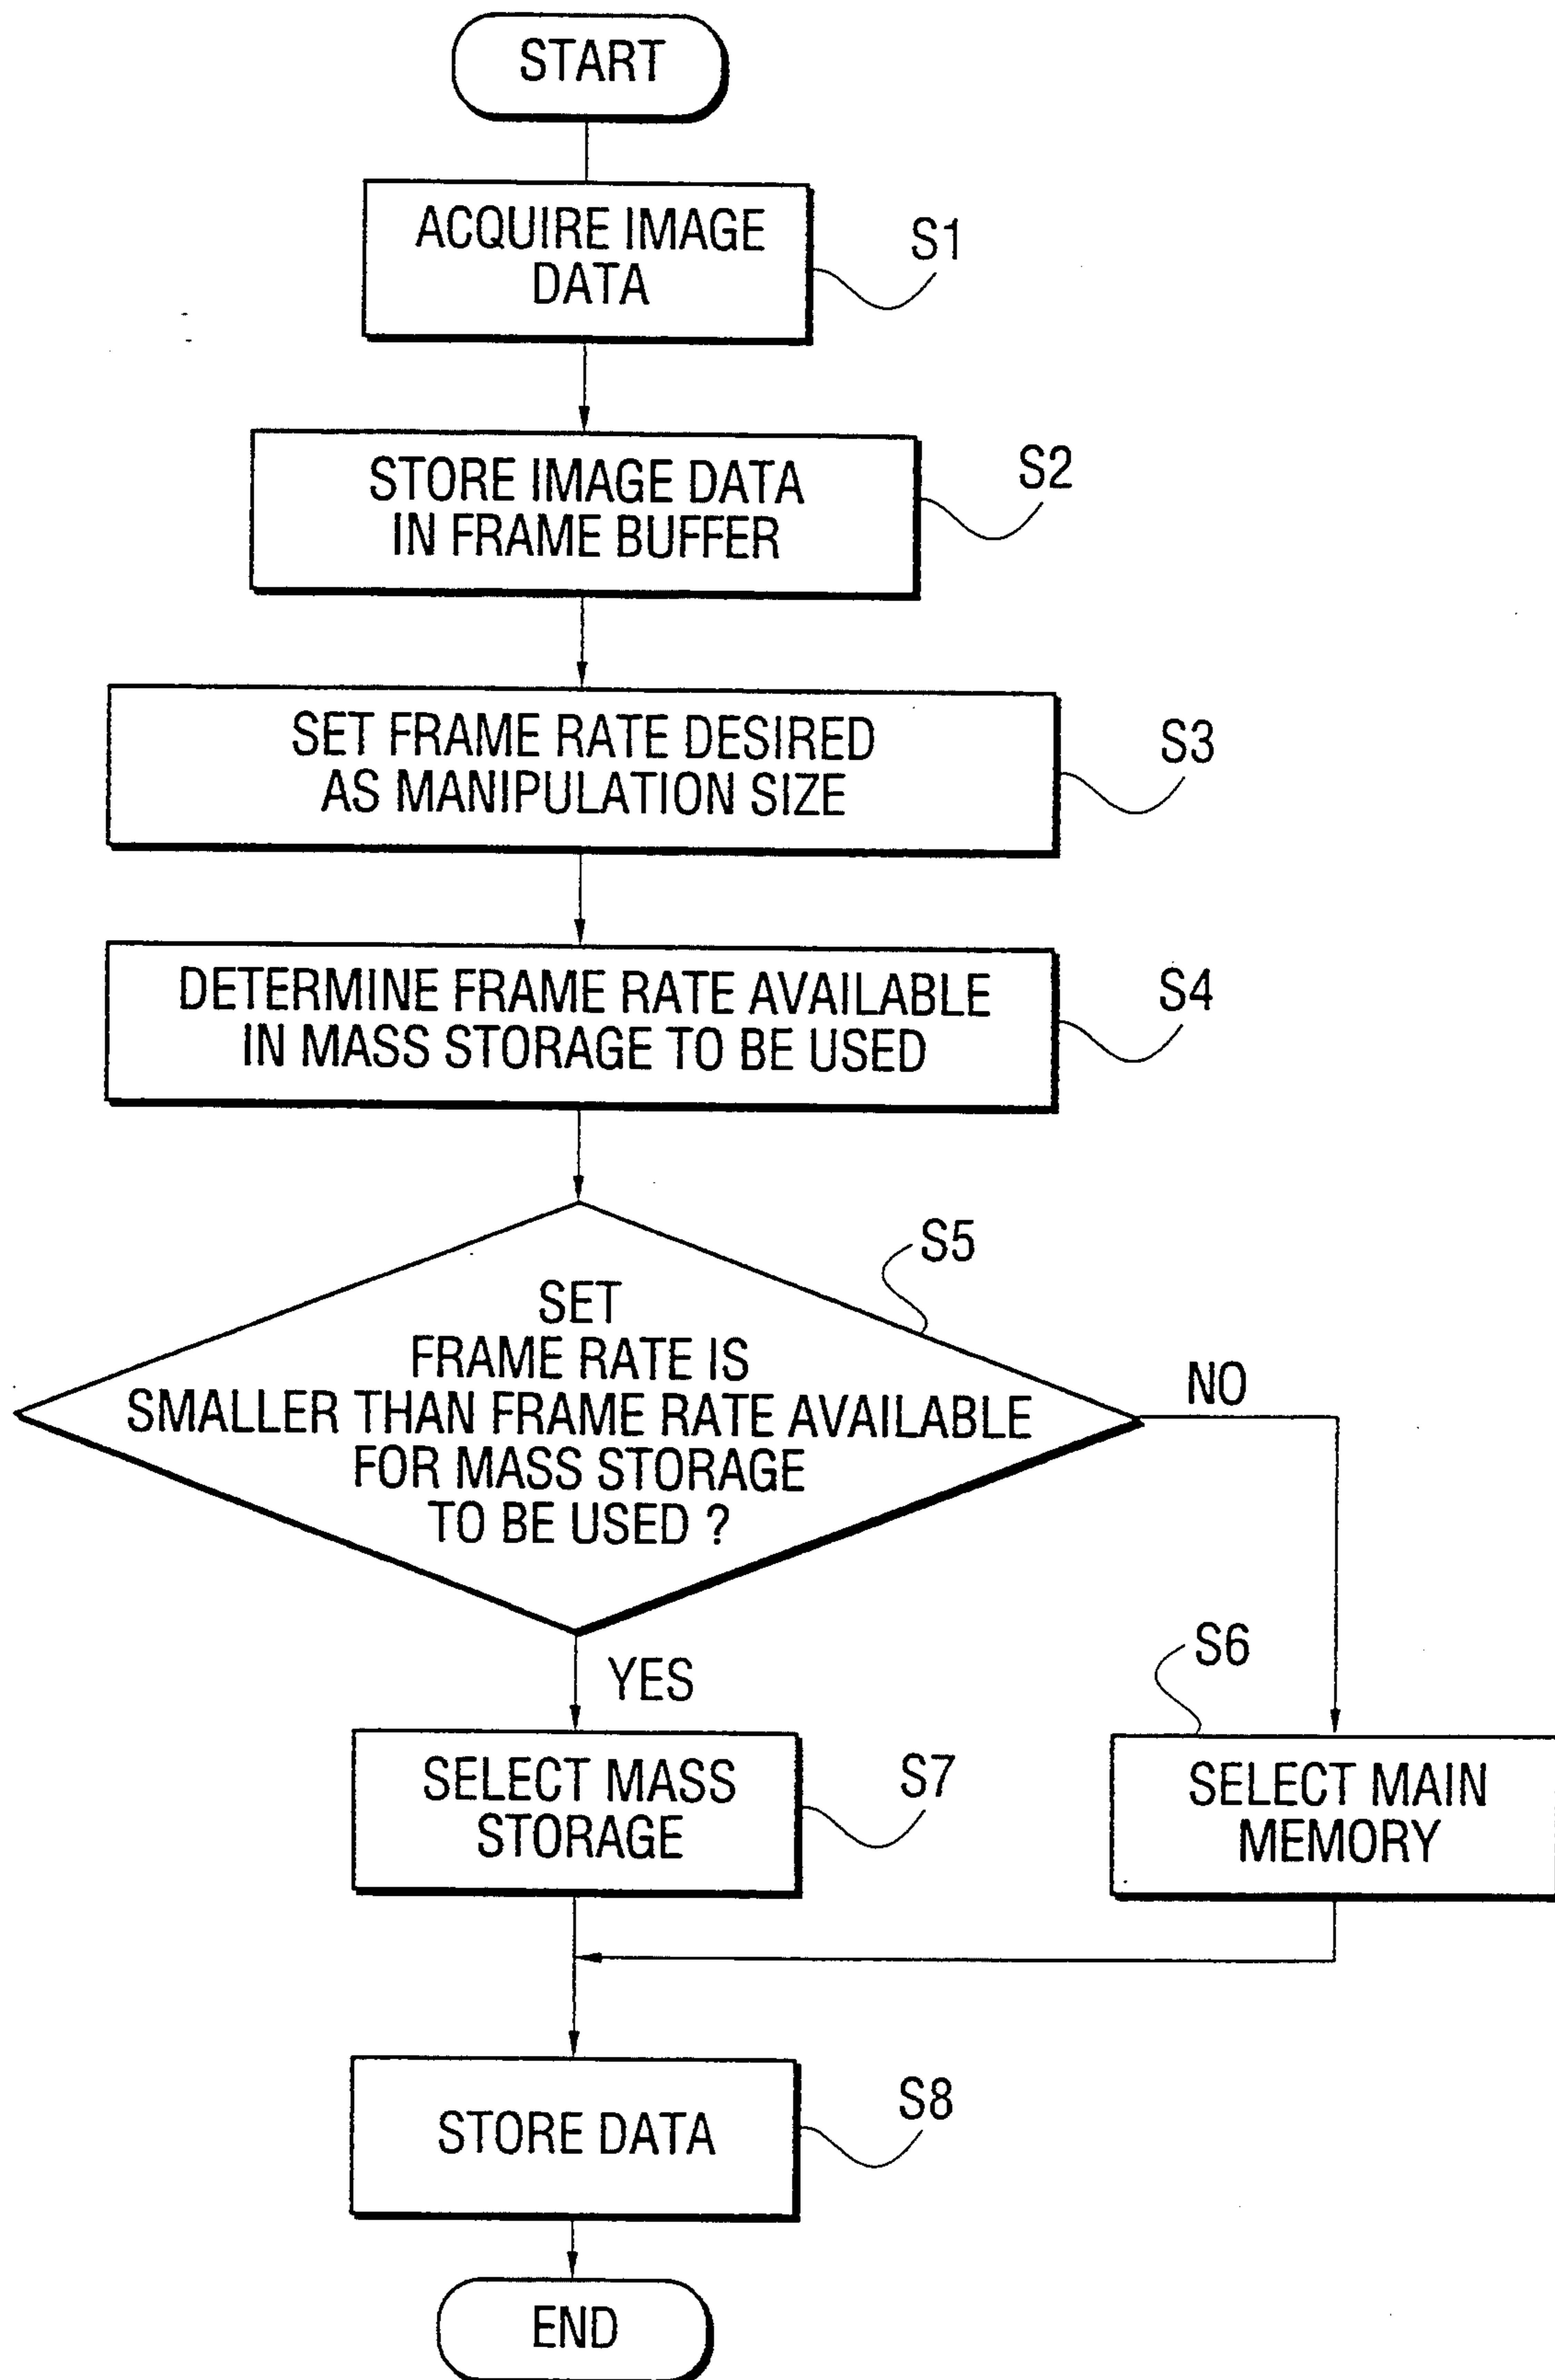 START
ACQUIRE IMAGE
DATA
S1
STORE IMAGE DATA
IN FRAME BUFFER
S2
SET FRAME RATE DESIRED
AS MANIPULATION SIZE
S3
DETERMINE FRAME RATE AVAILABLE
IN MASS STORAGE TO BE USED
S4
S5
SET
FRAME RATE IS
SMALLER THAN FRAME RATE AVAILABLE
FOR MASS STORAGE
TO BE USED ?
NO
YES
S6
SELECT MASS
STORAGE
S7
SELECT MAIN
MEMORY
STORE DATA
S8
END